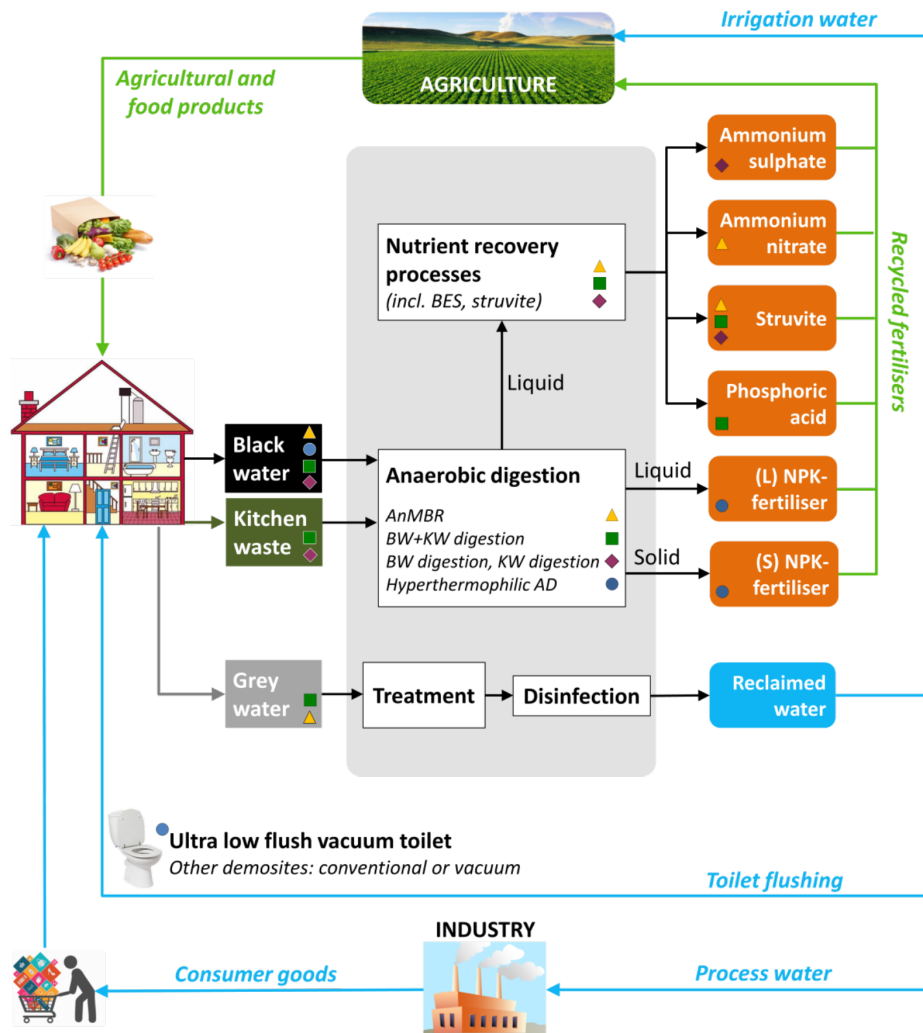 Irrigation water
Agricultural and
food products
AGRICULTURE
Ammonium
sulphate
Nutrient recovery
processes
(incl. BES, struvite)
Ammonium
nitrate
Struvite
Phosphoric
acid
Recycled fertilisers
Liquid
Black
water
Kitchen
waste
Anaerobic digestion
AnMBR
BW+KW digestion
BW digestion, KW digestion
Hyperthermophilic AD
Liquid
(L) NPK-
fertiliser
Solid
(S) NPK-
fertiliser
Grey
water
Treatment
Disinfection
Reclaimed
water
Ultra low flush vacuum toilet
Other demosites: conventional or vacuum
Toilet flushing
INDUSTRY
Consumer goods
Process water